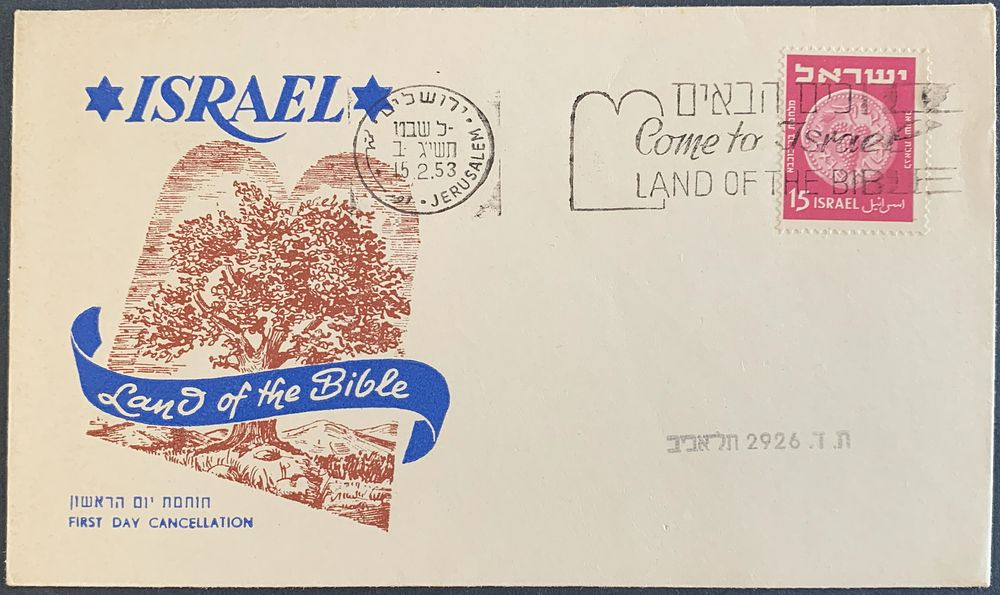 ISRAEL
ירושלים
ל' שבט
תשי"ג
15.2.53
JERUSALEM
הבאים
Come to Israel
LAND OF THE BIBLE
ישראל
15 ISRAEL اسرائيل
Land of the Bible
ת.ד. 2926 תל־אביב
חותמת יום הראשון
FIRST DAY CANCELLATION